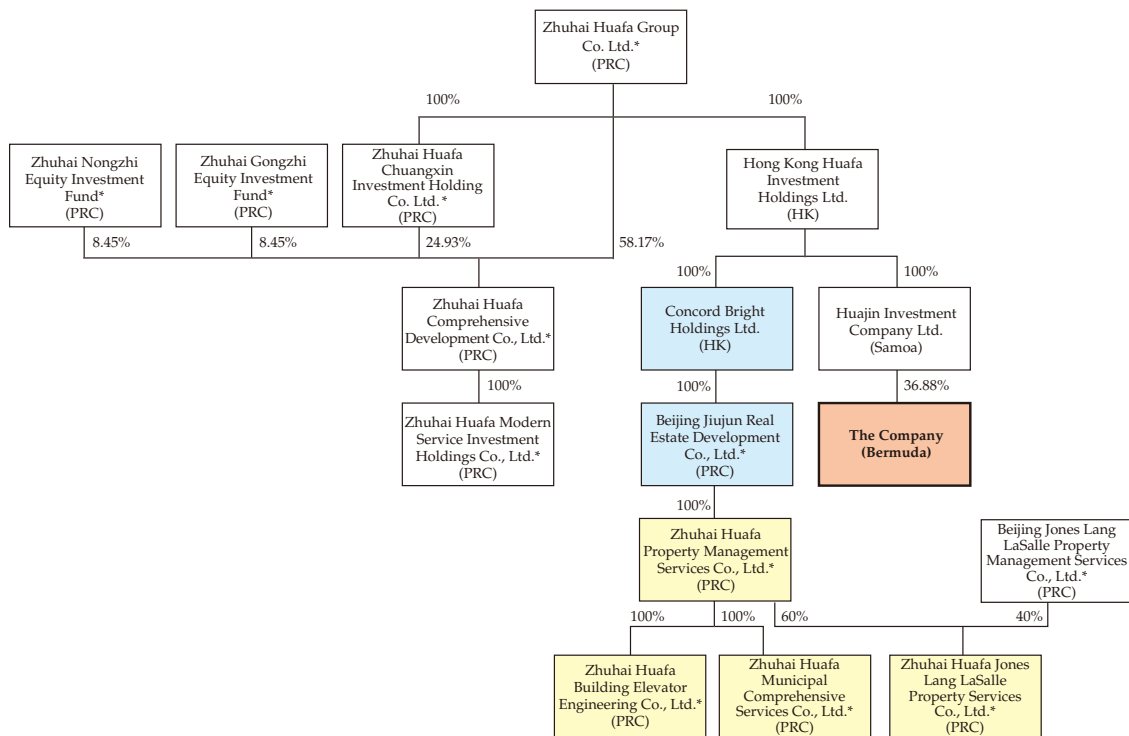 Zhuhai Huafa Group
Co. Ltd.*
(PRC)
100%
100%
Zhuhai Nongzhi
Equity Investment
Fund*
(PRC)
Zhuhai Gongzhi
Equity Investment
Fund*
(PRC)
Zhuhai Huafa
Chuangxin
Investment Holding
Co. Ltd.*
(PRC)
Hong Kong Huafa
Investment
Holdings Ltd.
(HK)
8.45%
8.45%
24.93%
58.17%
100%
100%
Zhuhai Huafa
Comprehensive
Development Co., Ltd.*
(PRC)
Concord Bright
Holdings Ltd.
(HK)
Huajin Investment
Company Ltd.
(Samoa)
100%
100%
36.88%
Zhuhai Huafa Modern
Service Investment
Holdings Co., Ltd.*
(PRC)
Beijing Jiujun Real
Estate Development
Co., Ltd.*
(PRC)
The Company
(Bermuda)
100%
Zhuhai Huafa
Property Management
Services Co., Ltd.*
(PRC)
Beijing Jones Lang
LaSalle Property
Management Services
Co., Ltd.*
(PRC)
100%
100%
60%
40%
Zhuhai Huafa
Building Elevator
Engineering Co., Ltd.*
(PRC)
Zhuhai Huafa
Municipal
Comprehensive
Services Co., Ltd.*
(PRC)
Zhuhai Huafa Jones
Lang LaSalle
Property Services
Co., Ltd.*
(PRC)